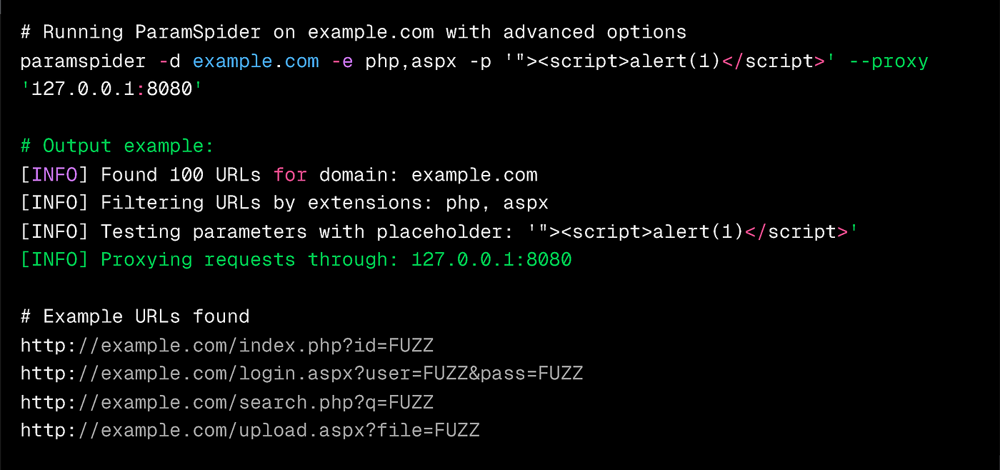 # Running ParamSpider on example.com with advanced options
paramspider -d example.com -e php,aspx -p '"><script>alert(1)</script>' --proxy
'127.0.0.1:8080'
# Output example:
[INFO] Found 100 URLs for domain: example.com
[INFO] Filtering URLs by extensions: php, aspx
[INFO] Testing parameters with placeholder: '"><script>alert(1)</script>'
[INFO] Proxying requests through: 127.0.0.1:8080
# Example URLs found
http://example.com/index.php?id=FUZZ
http://example.com/login.aspx?user=FUZZ&pass=FUZZ
http://example.com/search.php?q=FUZZ
http://example.com/upload.aspx?file=FUZZ